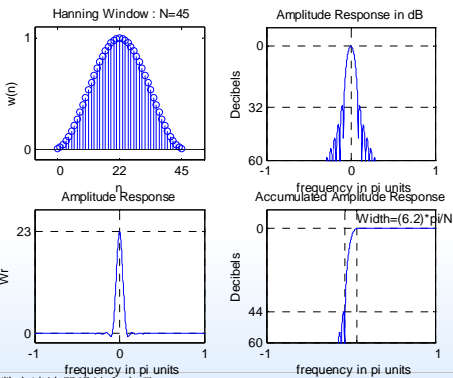 Hanning Window : N=45
w(n)
1
0
0
22
45
n
Amplitude Response in dB
Decibels
0
32
60
-1
0
1
frequency in pi units
Amplitude Response
Wr
23
0
-1
0
1
frequency in pi units
Accumulated Amplitude Response
Width=(6.2)*pi/N
Decibels
0
44
60
-1
0
1
frequency in pi units